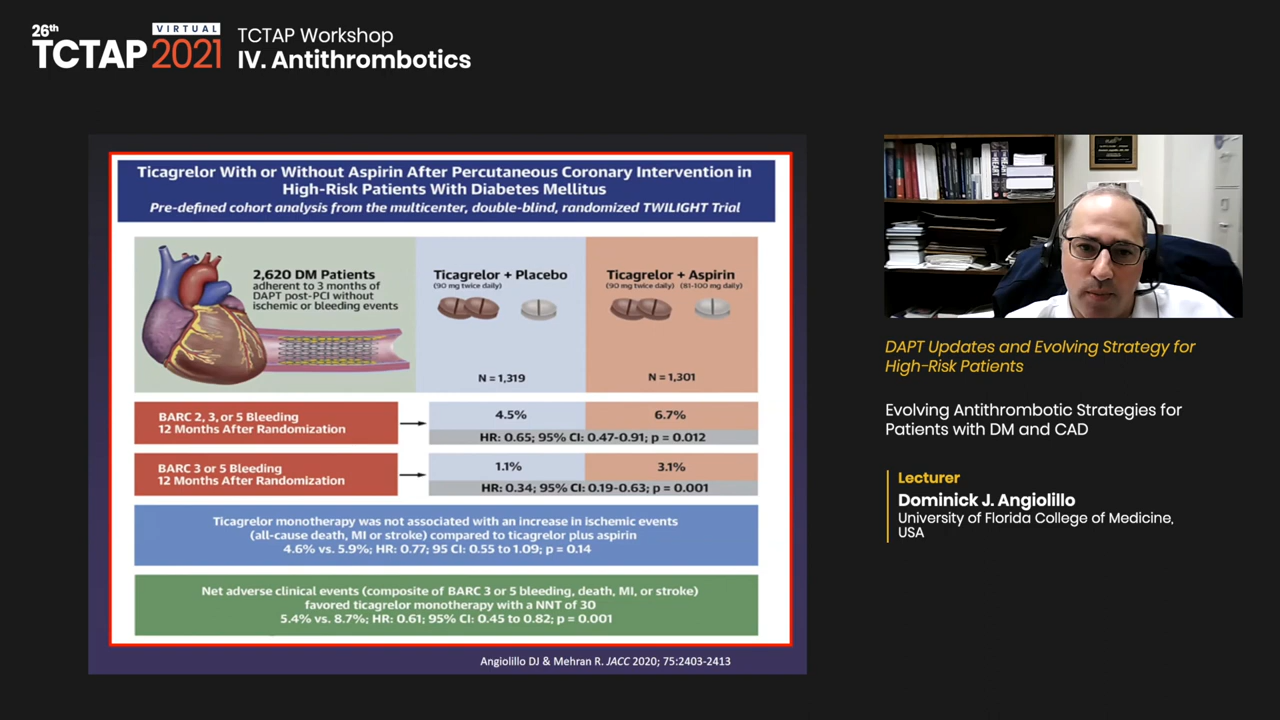 26th
VIRTUAL
TCTAP 2021
TCTAP Workshop
IV. Antithrombotics
Ticagrelor With or Without Aspirin After Percutaneous Coronary Intervention in
High-Risk Patients With Diabetes Mellitus
Pre-defined cohort analysis from the multicenter, double-blind, randomized TWILIGHT Trial
2,620 DM Patients
adherent to 3 months of
DAPT post-PCI without
ischemic or bleeding events
Ticagrelor + Placebo
(90 mg twice daily)
N = 1,319
Ticagrelor + Aspirin
(90 mg twice daily) (81-100 mg daily)
N = 1,301
BARC 2, 3, or 5 Bleeding
12 Months After Randomization
4.5% 6.7%
HR: 0.65; 95% CI: 0.47-0.91; p = 0.012
BARC 3 or 5 Bleeding
12 Months After Randomization
1.1% 3.1%
HR: 0.34; 95% CI: 0.19-0.63; p = 0.001
Ticagrelor monotherapy was not associated with an increase in ischemic events
(all-cause death, MI or stroke) compared to ticagrelor plus aspirin
4.6% vs. 5.9%; HR: 0.77; 95 CI: 0.55 to 1.09; p = 0.14
Net adverse clinical events (composite of BARC 3 or 5 bleeding, death, MI, or stroke)
favored ticagrelor monotherapy with a NNT of 30
5.4% vs. 8.7%; HR: 0.61; 95% CI: 0.45 to 0.82; p = 0.001
Angiolillo DJ & Mehran R. JACC 2020; 75:2403-2413
DAPT Updates and Evolving Strategy for
High-Risk Patients
Evolving Antithrombotic Strategies for
Patients with DM and CAD
Lecturer
Dominick J. Angiolillo
University of Florida College of Medicine,
USA